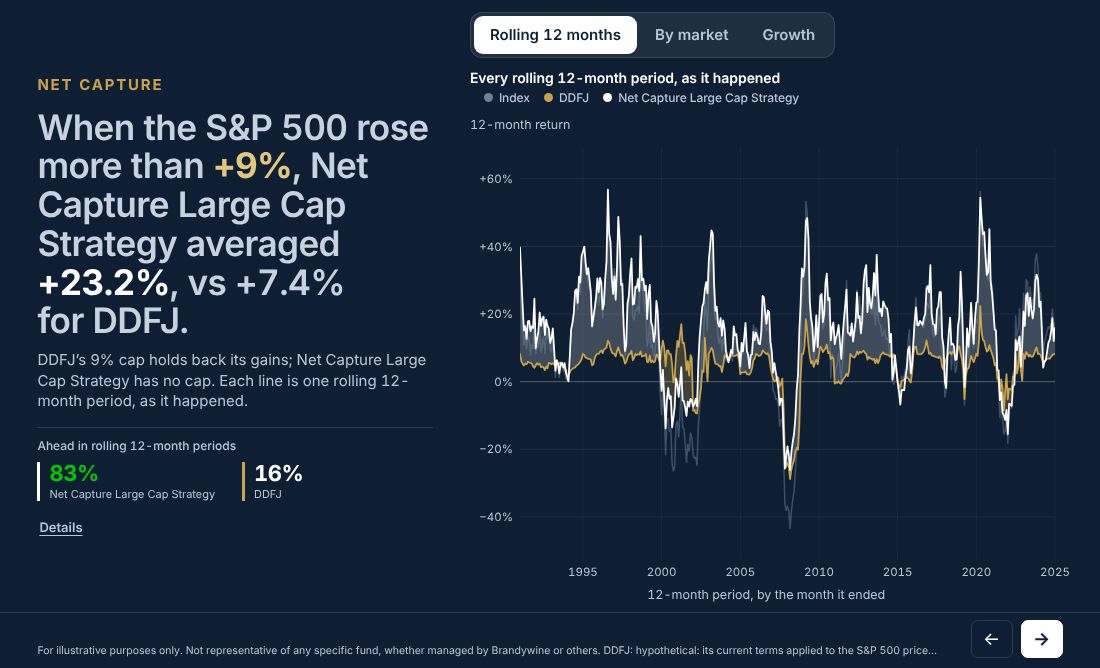 Rolling 12 months
By market
Growth
NET CAPTURE
When the S&P 500 rose
more than +9%, Net
Capture Large Cap
Strategy averaged
+23.2%, vs +7.4%
for DDFJ.
DDFJ’s 9% cap holds back its gains; Net Capture Large
Cap Strategy has no cap. Each line is one rolling 12-
month period, as it happened.
Ahead in rolling 12-month periods
83%
Net Capture Large Cap Strategy
16%
DDFJ
Details
Every rolling 12-month period, as it happened
Index
DDFJ
Net Capture Large Cap Strategy
12-month return
+60%
+40%
+20%
0%
−20%
−40%
1995 2000 2005 2010 2015 2020 2025
12-month period, by the month it ended
For illustrative purposes only. Not representative of any specific fund, whether managed by Brandywine or others. DDFJ: hypothetical: its current terms applied to the S&P 500 price...
← →